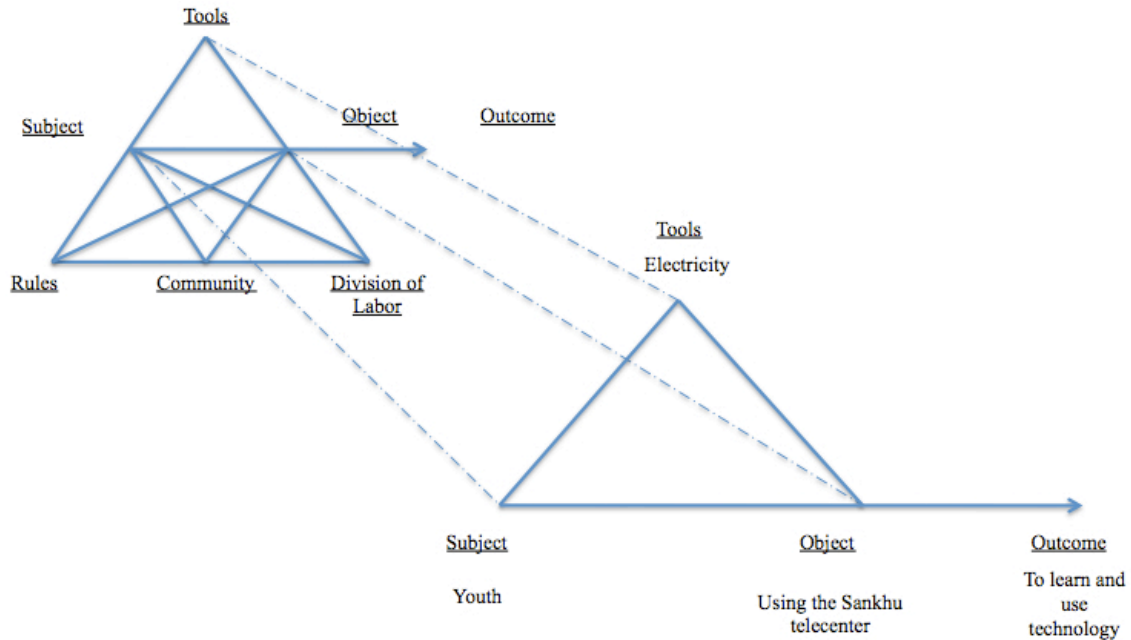 Tools
Subject
Object
Outcome
Rules
Community
Division of
Labor
Tools
Electricity
Subject
Object
Outcome
Youth
Using the Sankhu
telecenter
To learn and
use
technology